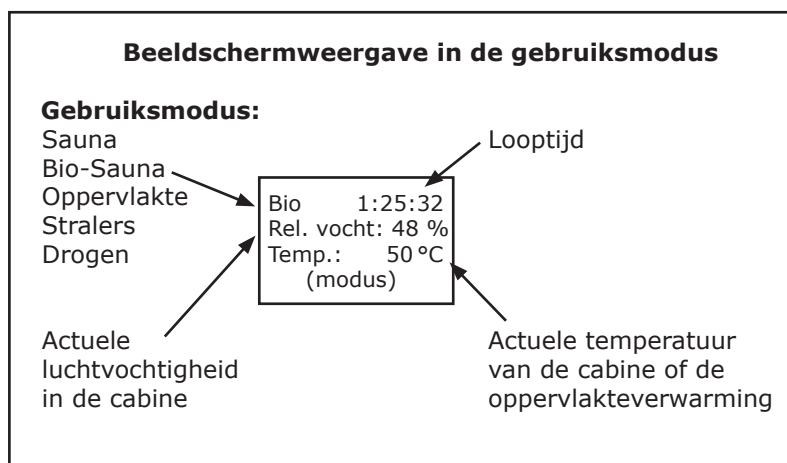 Beeldschermweergave in de gebruiksmodus
Gebruiksmodus:
Sauna
Bio-Sauna
Oppervlakte
Stralers
Drogen
Looptijd
Bio 1:25:32
Rel. vocht: 48 %
Temp.: 50 °C
(modus)
Actuele
luchtvochtigheid
in de cabine
Actuele temperatuur
van de cabine of de
oppervlakteverwarming